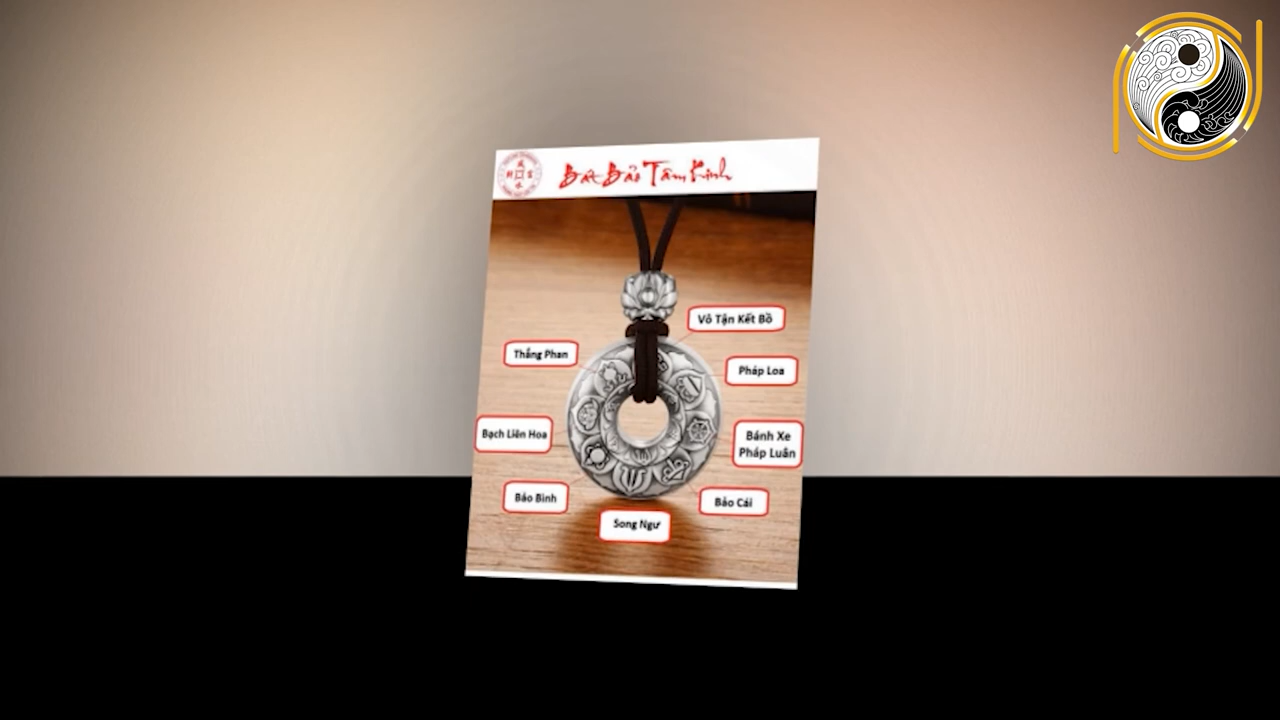 Bát Bảo Tâm Kinh
Vô Tận Kết Bồ
Thắng Phan
Pháp Loa
Bạch Liên Hoa
Bánh Xe
Pháp Luân
Bảo Bình
Bảo Cái
Song Ngư